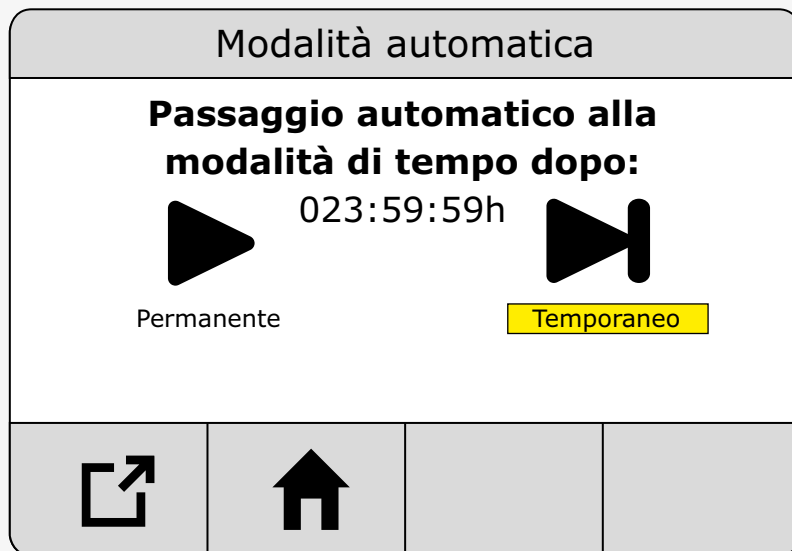 Modalità automatica
Passaggio automatico alla
modalità di tempo dopo:
023:59:59h
Permanente
Temporaneo